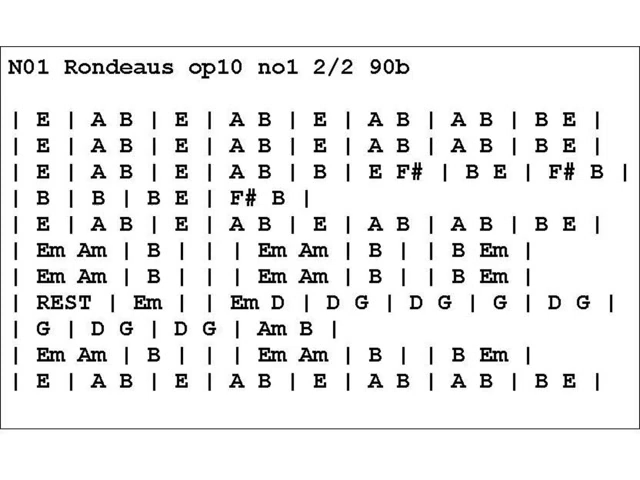 N01 Rondeaus op10 no1 2/2 90b
| E | A B | E | A B | E | A B | A B | B E |
| E | A B | E | A B | E | A B | A B | B E |
| E | A B | E | A B | B | E F# | B E | F# B |
| B | B | B E | F# B |
| E | A B | E | A B | E | A B | A B | B E |
| Em Am | B | | | Em Am | B | | B Em |
| Em Am | B | | | Em Am | B | | B Em |
| REST | Em | | Em D | D G | D G | G | D G |
| G | D G | D G | Am B |
| Em Am | B | | | Em Am | B | | B Em |
| E | A B | E | A B | E | A B | A B | B E |